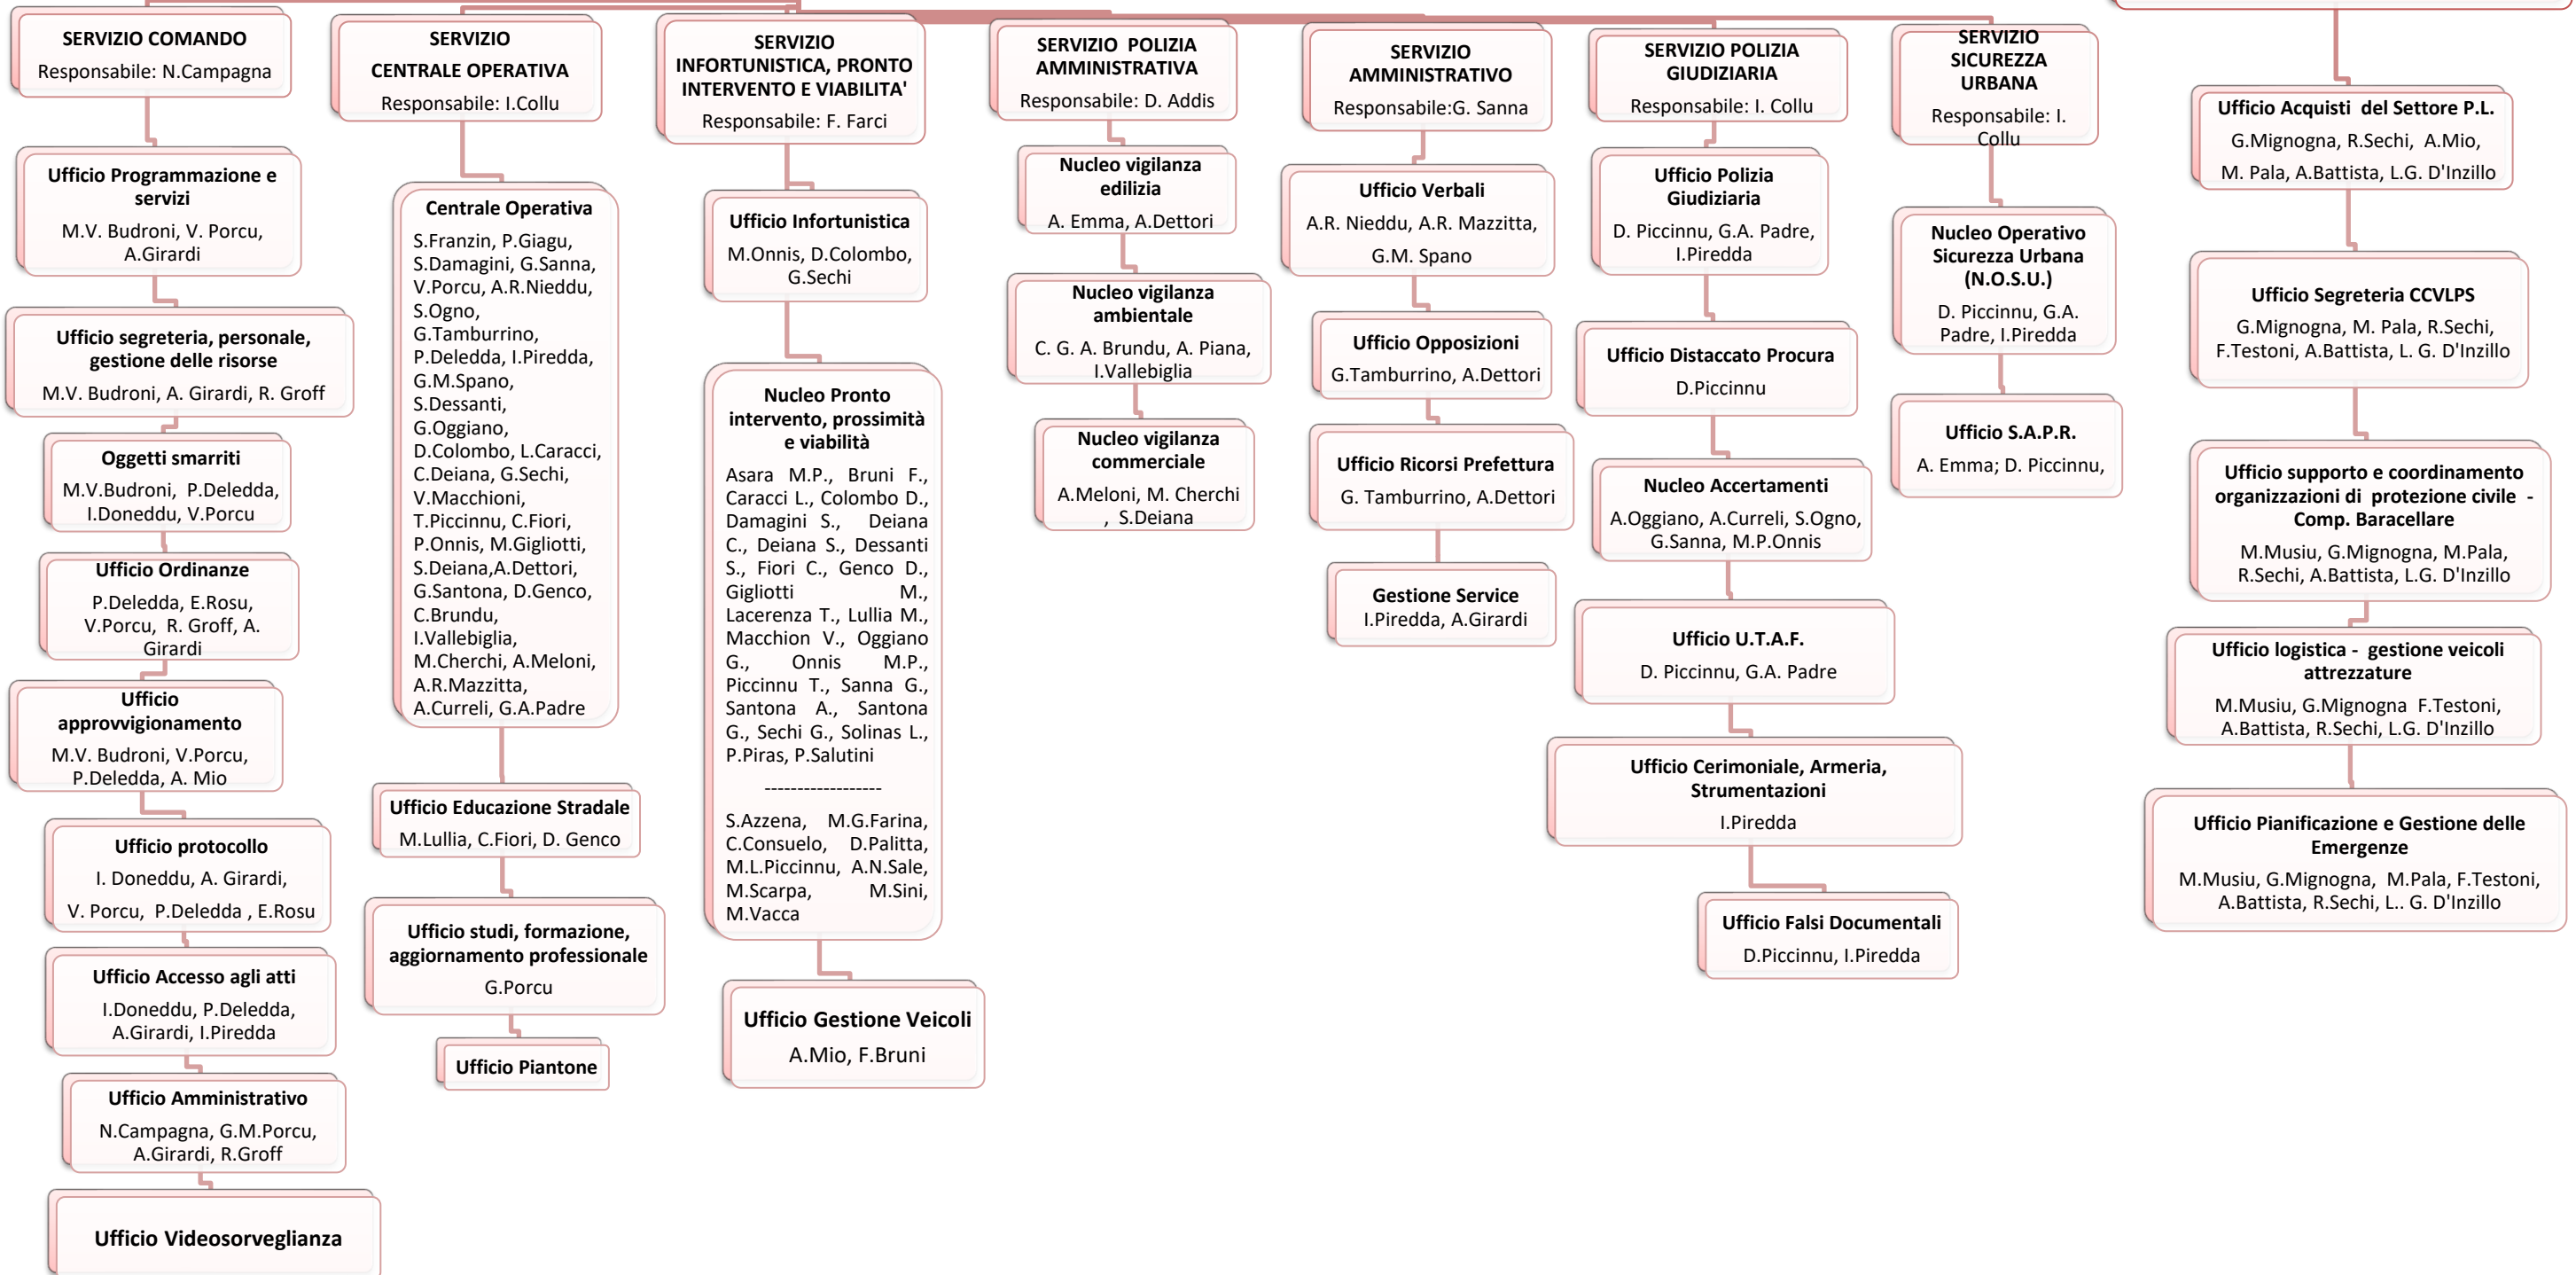 SERVIZIO COMANDO
Responsabile: N.Campagna
Ufficio Programmazione e
servizi
M.V. Budroni, V. Porcu,
A.Girardi
Ufficio segreteria, personale,
gestione delle risorse
M.V. Budroni, A. Girardi, R. Groff
Oggetti smarriti
M.V.Budroni, P.Deledda,
I.Doneddu, V.Porcu
Ufficio Ordinanze
P.Deledda, E.Rosu,
V.Porcu, R. Groff, A.
Girardi
Ufficio
approvvigionamento
M.V. Budroni, V.Porcu,
P.Deledda, A. Mio
Ufficio protocollo
I. Doneddu, A. Girardi,
V. Porcu, P.Deledda , E.Rosu
Ufficio Accesso agli atti
I.Doneddu, P.Deledda,
A.Girardi, I.Piredda
Ufficio Amministrativo
N.Campagna, G.M.Porcu,
A.Girardi, R.Groff
Ufficio Videosorveglianza
SERVIZIO
CENTRALE OPERATIVA
Responsabile: I.Collu
Centrale Operativa
S.Franzin, P.Giagu,
S.Damagini, G.Sanna,
V.Porcu, A.R.Nieddu,
S.Ogno,
G.Tamburrino,
P.Deledda, I.Piredda,
G.M.Spano,
S.Dessanti,
G.Oggiano,
D.Colombo, L.Caracci,
C.Deiana, G.Sechi,
V.Macchioni,
T.Piccinnu, C.Fiori,
P.Onnis, M.Gigliotti,
S.Deiana,A.Dettori,
G.Santona, D.Genco,
C.Brundu,
I.Vallebiglia,
M.Cherchi, A.Meloni,
A.R.Mazzitta,
A.Curreli, G.A.Padre
Ufficio Educazione Stradale
M.Lullia, C.Fiori, D. Genco
Ufficio studi, formazione,
aggiornamento professionale
G.Porcu
Ufficio Piantone
SERVIZIO
INFORTUNISTICA, PRONTO
INTERVENTO E VIABILITA'
Responsabile: F. Farci
Ufficio Infortunistica
M.Onnis, D.Colombo,
G.Sechi
Nucleo Pronto
intervento, prossimità
e viabilità
Asara M.P., Bruni F.,
Caracci L., Colombo D.,
Damagini S., Deiana
C., Deiana S., Dessanti
S., Fiori C., Genco D.,
Gigliotti M.,
Lacerenza T., Lullia M.,
Macchion V., Oggiano
G., Onnis M.P.,
Piccinnu T., Sanna G.,
Santona A., Santona
G., Sechi G., Solinas L.,
P.Piras, P.Salutini
------------------
S.Azzena, M.G.Farina,
C.Consuelo, D.Palitta,
M.L.Piccinnu, A.N.Sale,
M.Scarpa, M.Sini,
M.Vacca
Ufficio Gestione Veicoli
A.Mio, F.Bruni
SERVIZIO POLIZIA
AMMINISTRATIVA
Responsabile: D. Addis
Nucleo vigilanza
edilizia
A. Emma, A.Dettori
Nucleo vigilanza
ambientale
C. G. A. Brundu, A. Piana,
I.Vallebiglia
Nucleo vigilanza
commerciale
A.Meloni, M. Cherchi
, S.Deiana
SERVIZIO
AMMINISTRATIVO
Responsabile:G. Sanna
Ufficio Verbali
A.R. Nieddu, A.R. Mazzitta,
G.M. Spano
Ufficio Opposizioni
G.Tamburrino, A.Dettori
Ufficio Ricorsi Prefettura
G. Tamburrino, A.Dettori
Gestione Service
I.Piredda, A.Girardi
SERVIZIO POLIZIA
GIUDIZIARIA
Responsabile: I. Collu
Ufficio Polizia
Giudiziaria
D. Piccinnu, G.A. Padre,
I.Piredda
Ufficio Distaccato Procura
D.Piccinnu
Nucleo Accertamenti
A.Oggiano, A.Curreli, S.Ogno,
G.Sanna, M.P.Onnis
Ufficio U.T.A.F.
D. Piccinnu, G.A. Padre
Ufficio Cerimoniale, Armeria,
Strumentazioni
I.Piredda
Ufficio Falsi Documentali
D.Piccinnu, I.Piredda
SERVIZIO
SICUREZZA
URBANA
Responsabile: I.
Collu
Nucleo Operativo
Sicurezza Urbana
(N.O.S.U.)
D. Piccinnu, G.A.
Padre, I.Piredda
Ufficio S.A.P.R.
A. Emma; D. Piccinnu,
Ufficio Acquisti del Settore P.L.
G.Mignogna, R.Sechi, A.Mio,
M. Pala, A.Battista, L.G. D'Inzillo
Ufficio Segreteria CCVLPS
G.Mignogna, M. Pala, R.Sechi,
F.Testoni, A.Battista, L. G. D'Inzillo
Ufficio supporto e coordinamento
organizzazioni di protezione civile -
Comp. Baracellare
M.Musiu, G.Mignogna, M.Pala,
R.Sechi, A.Battista, L.G. D'Inzillo
Ufficio logistica - gestione veicoli
attrezzature
M.Musiu, G.Mignogna F.Testoni,
A.Battista, R.Sechi, L.G. D'Inzillo
Ufficio Pianificazione e Gestione delle
Emergenze
M.Musiu, G.Mignogna, M.Pala, F.Testoni,
A.Battista, R.Sechi, L.. G. D'Inzillo